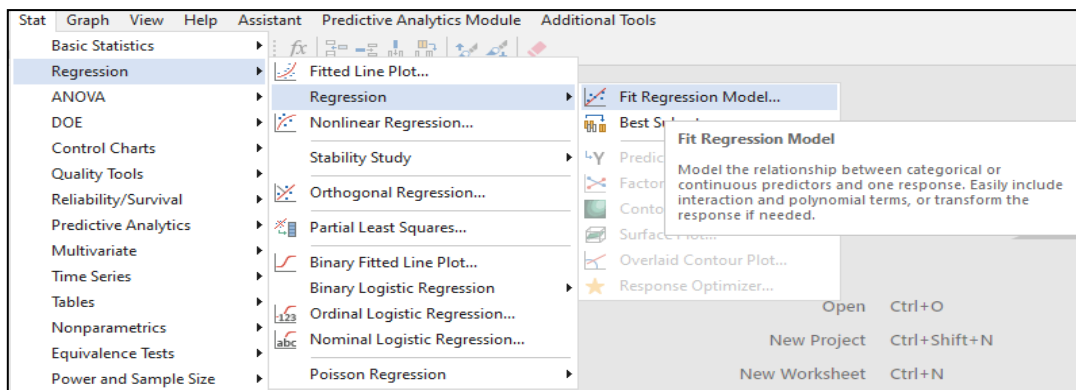 Stat Graph View Help Assistant Predictive Analytics Module Additional Tools
Basic Statistics
Regression
ANOVA
DOE
Control Charts
Quality Tools
Reliability/Survival
Predictive Analytics
Multivariate
Time Series
Tables
Nonparametrics
Equivalence Tests
Power and Sample Size
fx
Fitted Line Plot...
Regression
Nonlinear Regression...
Stability Study
Orthogonal Regression...
Partial Least Squares...
Binary Fitted Line Plot...
Binary Logistic Regression
123 Ordinal Logistic Regression...
abc Nominal Logistic Regression...
Poisson Regression
Fit Regression Model...
Best
Y
Overlaid Contour Plot...
Response Optimizer...
Fit Regression Model
Model the relationship between categorical or
continuous predictors and one response. Easily include
interaction and polynomial terms, or transform the
response if needed.
Open Ctrl+O
New Project Ctrl+Shift+N
New Worksheet Ctrl+N